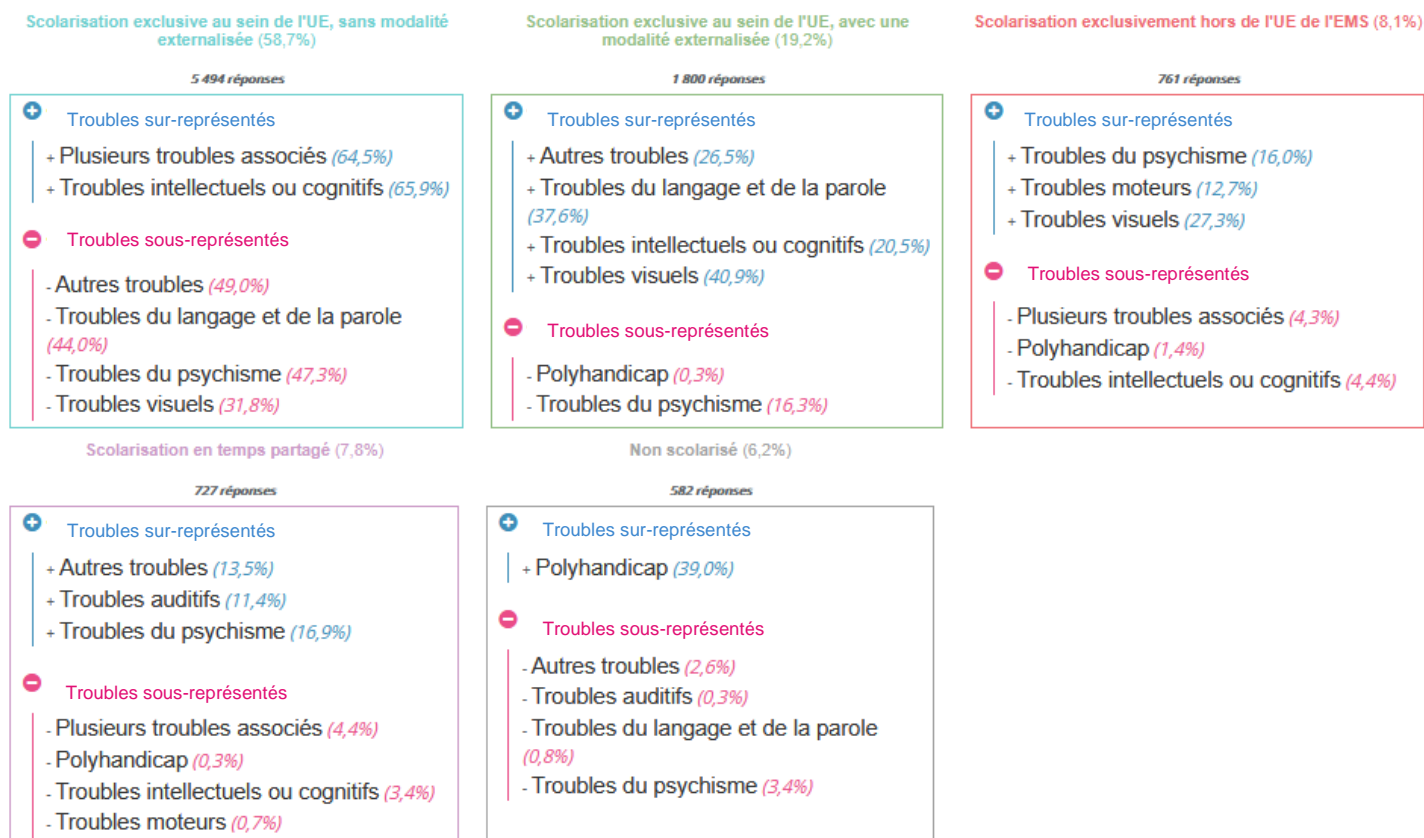 Scolarisation exclusive au sein de l'UE, sans modalité
externalisée (58,7%)
5 494 réponses
Troubles sur-représentés
+ Plusieurs troubles associés (64,5%)
+ Troubles intellectuels ou cognitifs (65,9%)
Troubles sous-représentés
- Autres troubles (49,0%)
- Troubles du langage et de la parole
(44,0%)
- Troubles du psychisme (47,3%)
- Troubles visuels (31,8%)
Scolarisation exclusive au sein de l'UE, avec une
modalité externalisée (19,2%)
1 800 réponses
Troubles sur-représentés
+ Autres troubles (26,5%)
+ Troubles du langage et de la parole
(37,6%)
+ Troubles intellectuels ou cognitifs (20,5%)
+ Troubles visuels (40,9%)
Troubles sous-représentés
- Polyhandicap (0,3%)
- Troubles du psychisme (16,3%)
Scolarisation exclusivement hors de l'UE de l'EMS (8,1%)
761 réponses
Troubles sur-représentés
+ Troubles du psychisme (16,0%)
+ Troubles moteurs (12,7%)
+ Troubles visuels (27,3%)
Troubles sous-représentés
- Plusieurs troubles associés (4,3%)
- Polyhandicap (1,4%)
- Troubles intellectuels ou cognitifs (4,4%)
Scolarisation en temps partagé (7,8%)
727 réponses
Troubles sur-représentés
+ Autres troubles (13,5%)
+ Troubles auditifs (11,4%)
+ Troubles du psychisme (16,9%)
Troubles sous-représentés
- Plusieurs troubles associés (4,4%)
- Polyhandicap (0,3%)
- Troubles intellectuels ou cognitifs (3,4%)
- Troubles moteurs (0,7%)
Non scolarisé (6,2%)
582 réponses
Troubles sur-représentés
+ Polyhandicap (39,0%)
Troubles sous-représentés
- Autres troubles (2,6%)
- Troubles auditifs (0,3%)
- Troubles du langage et de la parole
(0,8%)
- Troubles du psychisme (3,4%)